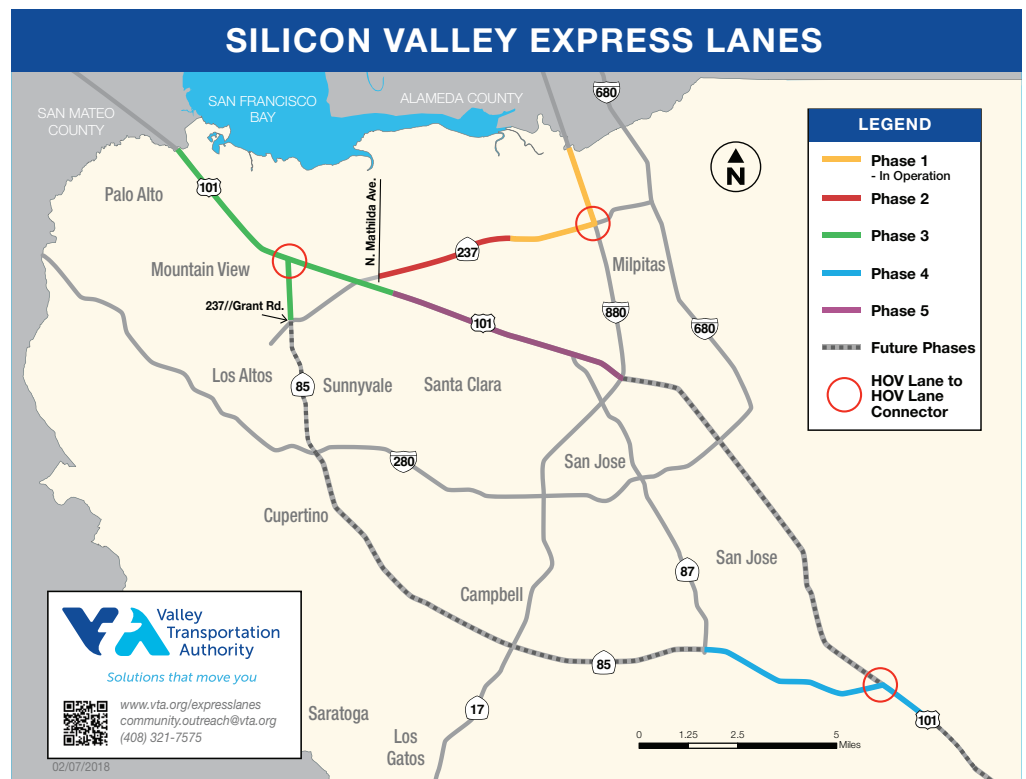 SILICON VALLEY EXPRESS LANES
SAN MATEO
COUNTY
SAN FRANCISCO
BAY
ALAMEDA COUNTY
680
LEGEND
Phase 1
- In Operation
Phase 2
Phase 3
Phase 4
Phase 5
Future Phases
HOV Lane to
HOV Lane
Connector
N
Palo Alto
101
N. Mathilda Ave.
237
Mountain View
Milpitas
237//Grant Rd.
880
680
101
Los Altos
85
Sunnyvale
Santa Clara
280
San Jose
Cupertino
San Jose
87
Campbell
85
17
101
Saratoga
Los
Gatos
0 1.25 2.5 5
Miles
VTA
Valley
Transportation
Authority
Solutions that move you
www.vta.org/expresslanes
community.outreach@vta.org
(408) 321-7575
02/07/2018